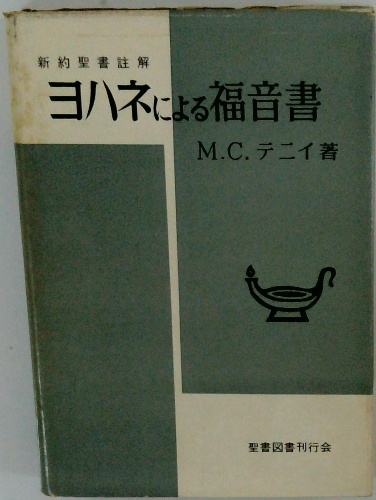 新約聖書註解
ヨハネによる福音書
M.C.テニイ著
聖書図書刊行会